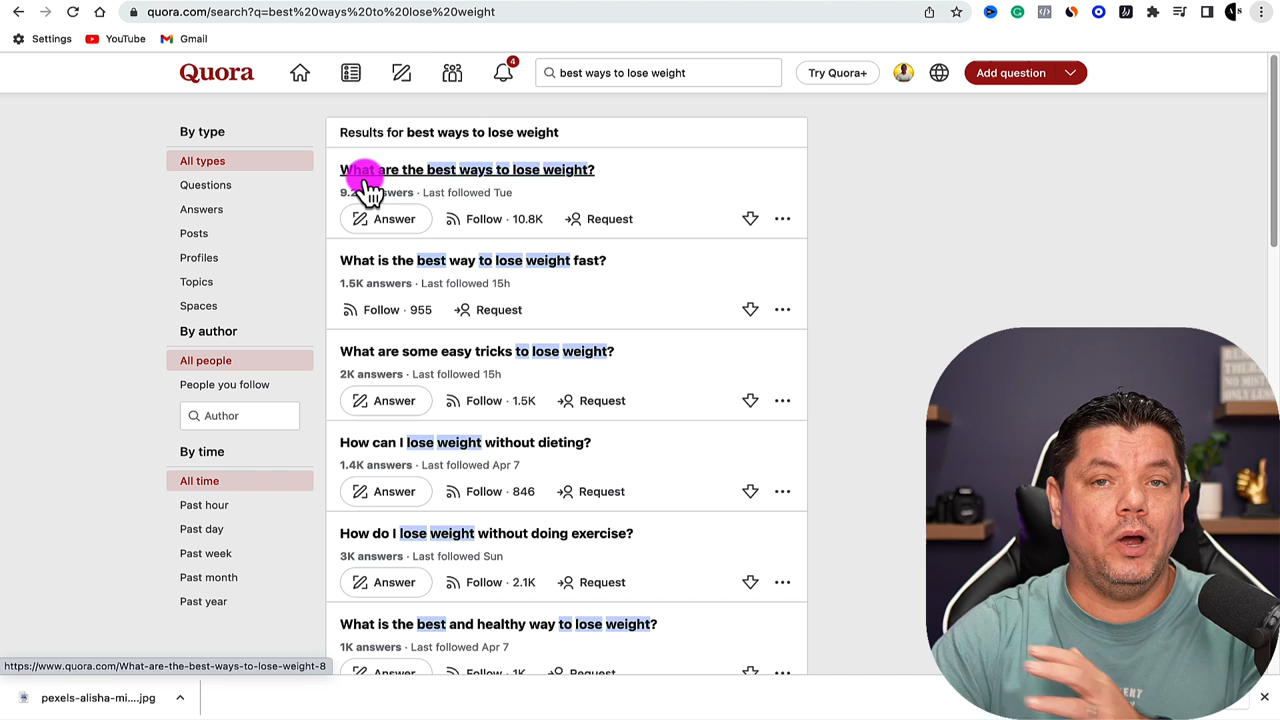 quora.com/search?q=best%20ways%20to%20lose%20weight
Settings
YouTube
Gmail
Quora
4
best ways to lose weight
Try Quora+
Add question
By type
All types
Questions
Answers
Posts
Profiles
Topics
Spaces
By author
All people
People you follow
Author
By time
All time
Past hour
Past day
Past week
Past month
Past year
Results for best ways to lose weight
What are the best ways to lose weight?
Last followed Tue
Answer
Follow · 10.8K
Request
What is the best way to lose weight fast?
1.5K answers · Last followed 15h
Follow · 955
Request
What are some easy tricks to lose weight?
2K answers · Last followed 15h
Answer
Follow · 1.5K
Request
How can I lose weight without dieting?
1.4K answers · Last followed Apr 7
Answer
Follow · 846
Request
How do I lose weight without doing exercise?
3K answers · Last followed Sun
Answer
Follow · 2.1K
Request
What is the best and healthy way to lose weight?
1K answers · Last followed Apr 7
Answer
Follow · 1K
Request
https://www.quora.com/What-are-the-best-ways-to-lose-weight-8
pexels-alisha-mi....jpg